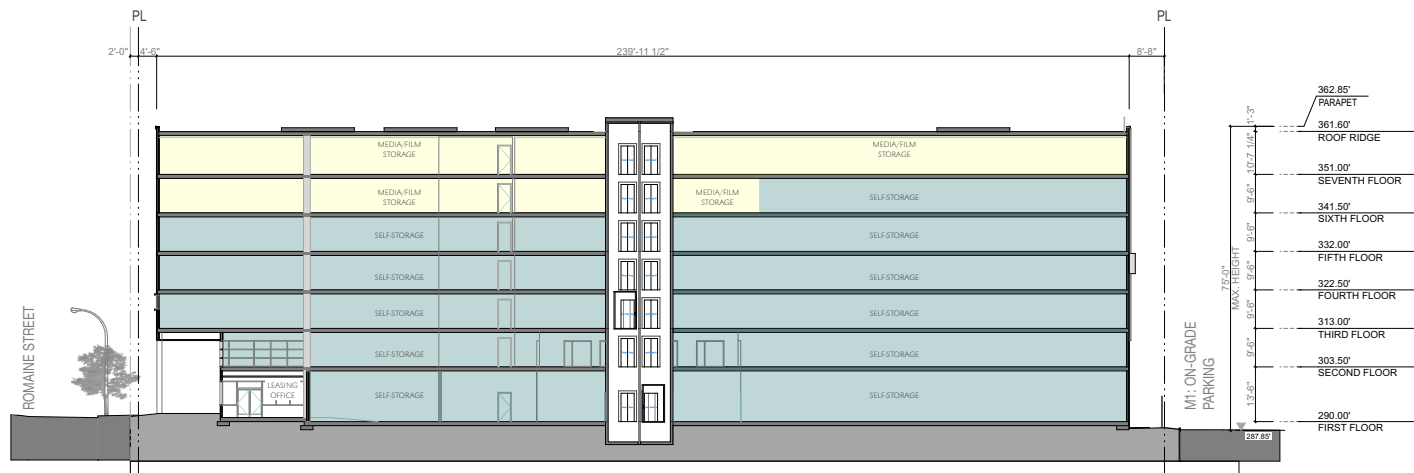 PL
PL
2'-0"
4'-6"
239'-11 1/2"
8'-8"
362.85'
PARAPET
1'-3"
361.60'
ROOF RIDGE
MEDIA/FILM
STORAGE
MEDIA/FILM
STORAGE
10'-7 1/4"
351.00'
SEVENTH FLOOR
MEDIA/FILM
STORAGE
MEDIA/FILM
STORAGE
SELF-STORAGE
9'-6"
341.50'
SIXTH FLOOR
SELF-STORAGE
SELF-STORAGE
9'-6"
332.00'
FIFTH FLOOR
SELF-STORAGE
SELF-STORAGE
9'-6"
322.50'
FOURTH FLOOR
75'-0"
MAX. HEIGHT
SELF-STORAGE
SELF-STORAGE
9'-6"
313.00'
THIRD FLOOR
SELF-STORAGE
SELF-STORAGE
9'-6"
303.50'
SECOND FLOOR
ROMAINE STREET
LEASING
OFFICE
SELF-STORAGE
SELF-STORAGE
M1: ON-GRADE
PARKING
13'-6"
290.00'
FIRST FLOOR
287.85'